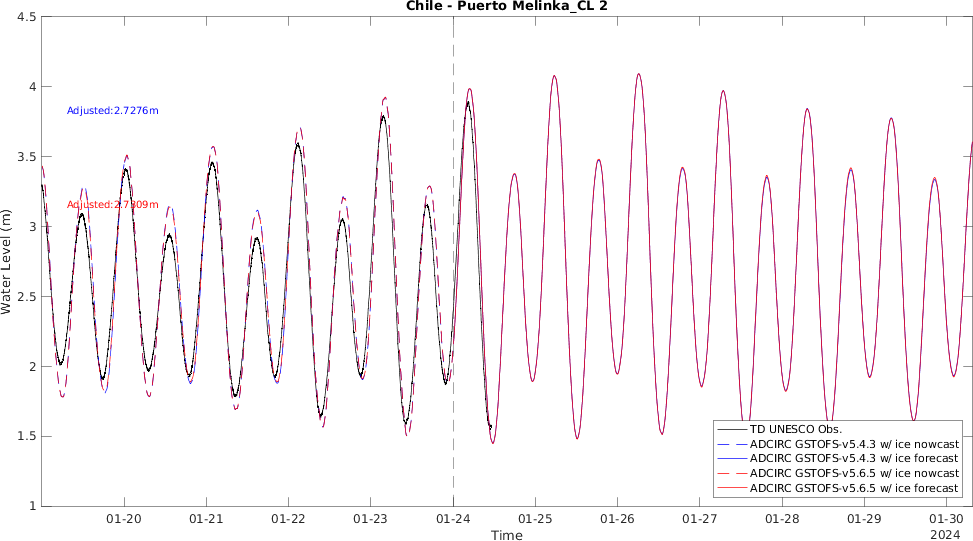 Chile - Puerto Melinka_CL 2
4.5
4
3.5
3
2.5
2
1.5
1
Water Level (m)
Adjusted:2.7276m
Adjusted:2.7309m
TD UNESCO Obs.
ADCIRC GSTOFS-v5.4.3 w/ ice nowcast
ADCIRC GSTOFS-v5.4.3 w/ ice forecast
ADCIRC GSTOFS-v5.6.5 w/ ice nowcast
ADCIRC GSTOFS-v5.6.5 w/ ice forecast
01-20 01-21 01-22 01-23 01-24 01-25 01-26 01-27 01-28 01-29 01-30
Time
2024